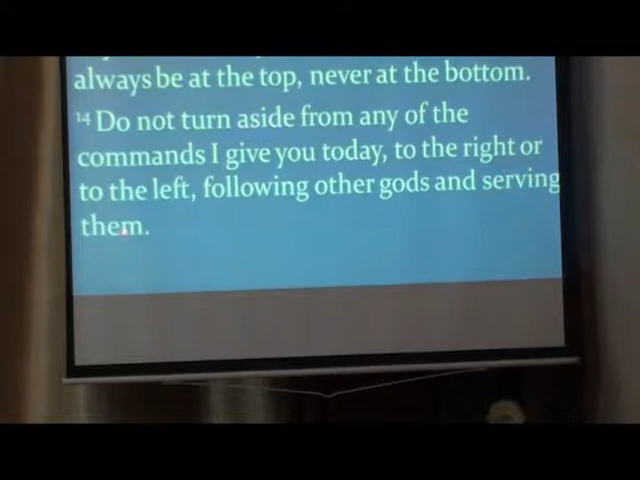 always be at the top, never at the bottom.
14 Do not turn aside from any of the
commands I give you today, to the right or
to the left, following other gods and serving
them.